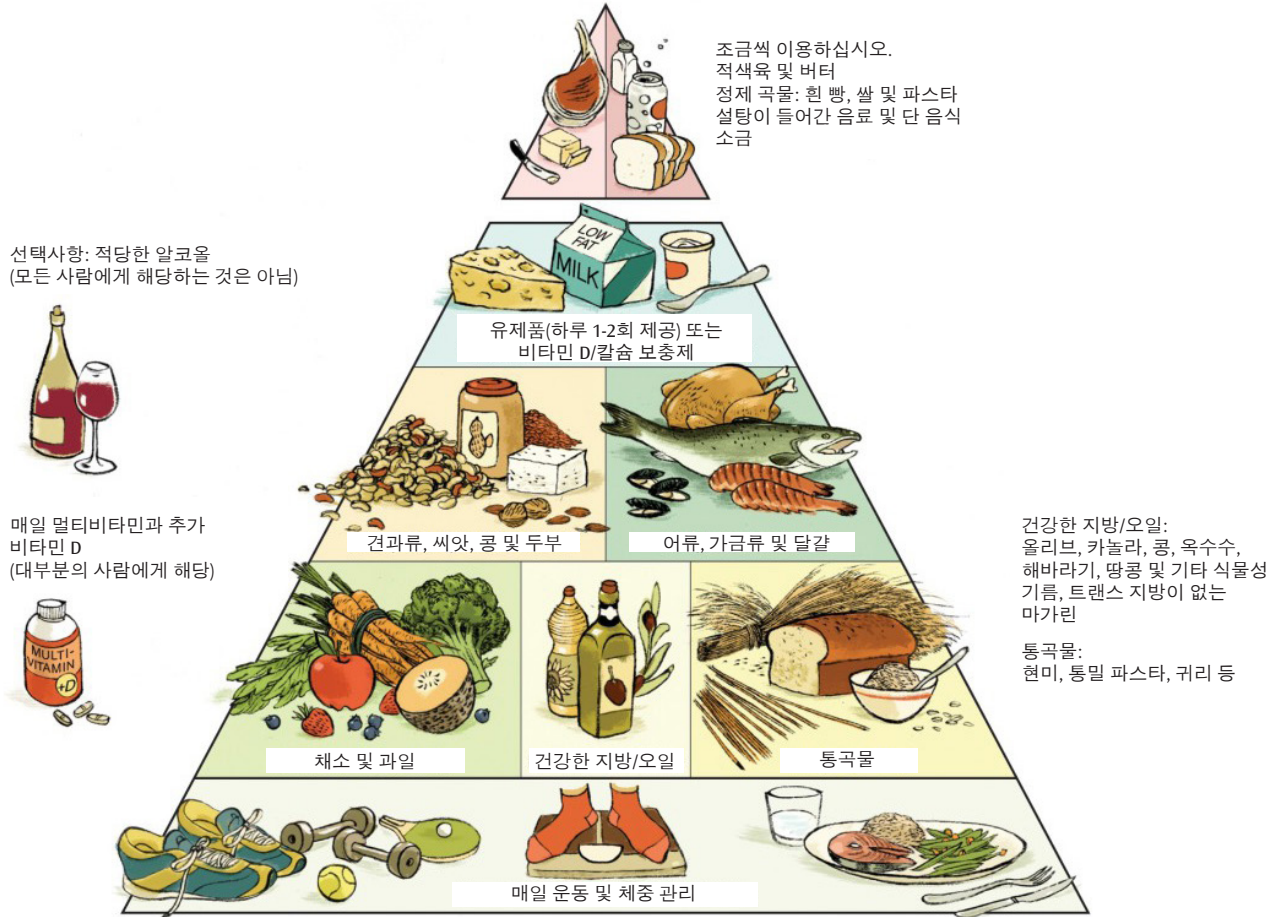 조금씩 이용하십시오.
적색육 및 버터
정제 곡물: 흰 빵, 쌀 및 파스타
설탕이 들어간 음료 및 단 음식
소금
선택사항: 적당한 알코올
(모든 사람에게 해당하는 것은 아님)
LOW
FAT
MILK
유제품(하루 1-2회 제공) 또는
비타민 D/칼슘 보충제
매일 멀티비타민과 추가
비타민 D
(대부분의 사람에게 해당)
MULTI-
VITAMIN
+D
견과류, 씨앗, 콩 및 두부
어류, 가금류 및 달걀
건강한 지방/오일:
올리브, 카놀라, 콩, 옥수수,
해바라기, 땅콩 및 기타 식물성
기름, 트랜스 지방이 없는
마가린
통곡물:
현미, 통밀 파스타, 귀리 등
채소 및 과일
건강한 지방/오일
통곡물
매일 운동 및 체중 관리